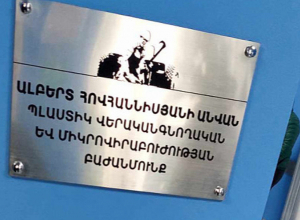 ԱԼԲԵՐՏ ՀՈՎՀԱՆՆԻՍՅԱՆԻ ԱՆՎԱՆ
ՊԼԱՍՏԻԿ ՎԵՐԱԿԱՆԳՆՈՂԱԿԱՆ
ԵՎ ՄԻԿՐՈՎԻՐԱԲՈՒԺՈՒԹՅԱՆ
ԲԱԺԱՆՄՈՒՆՔ